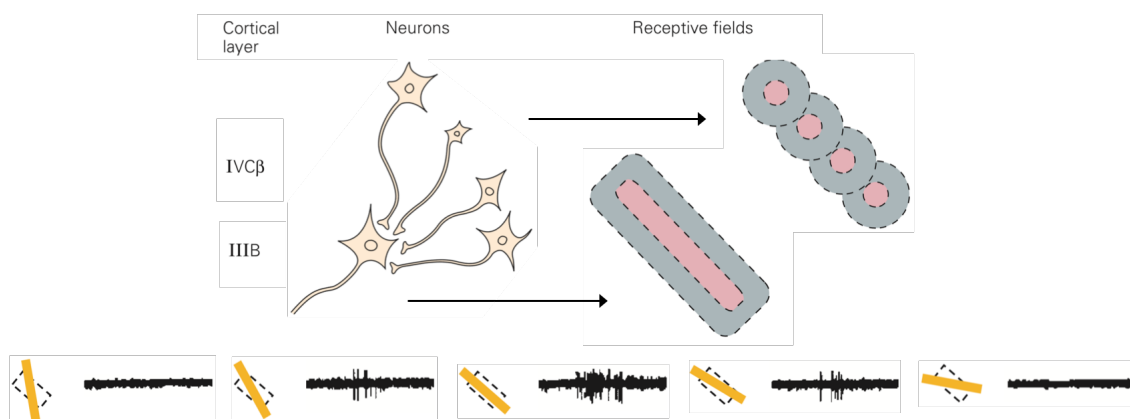 Cortical
layer
Neurons
Receptive fields
IVCβ
IIIB